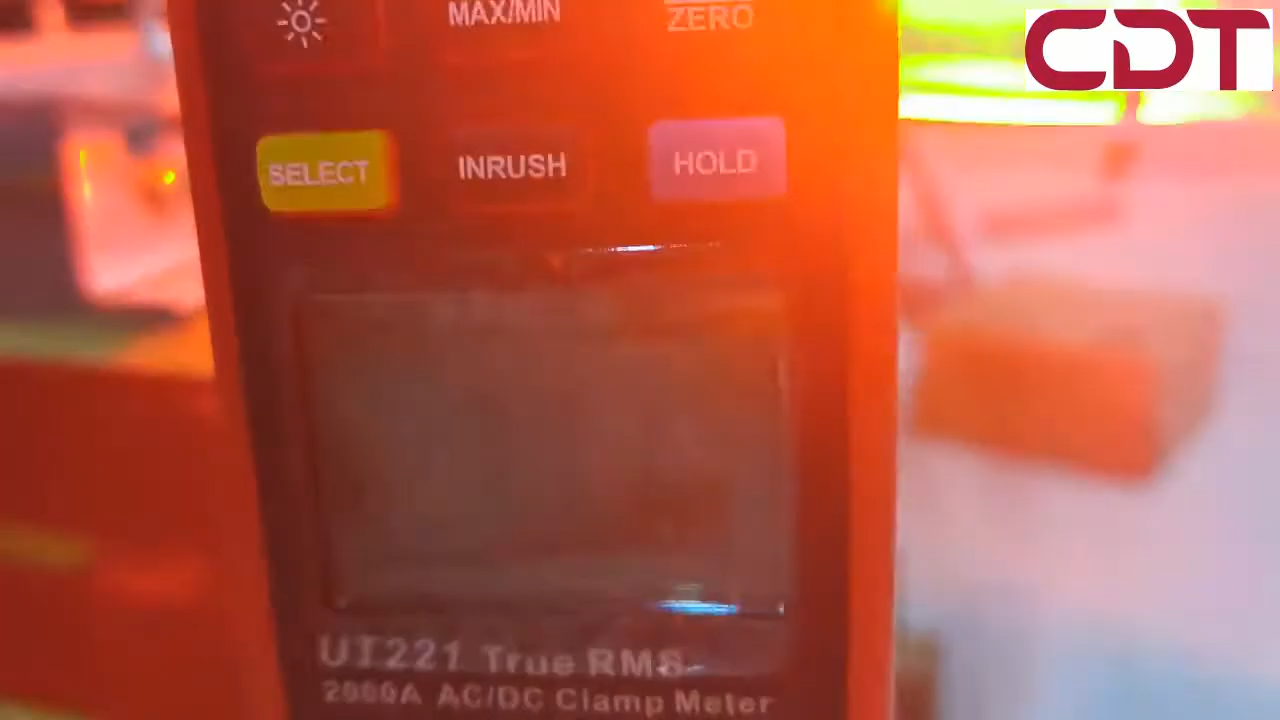 CDT
MAX/MIN
ZERO
SELECT
INRUSH
HOLD
UT221 True RMS
2000A AC/DC Clamp Meter